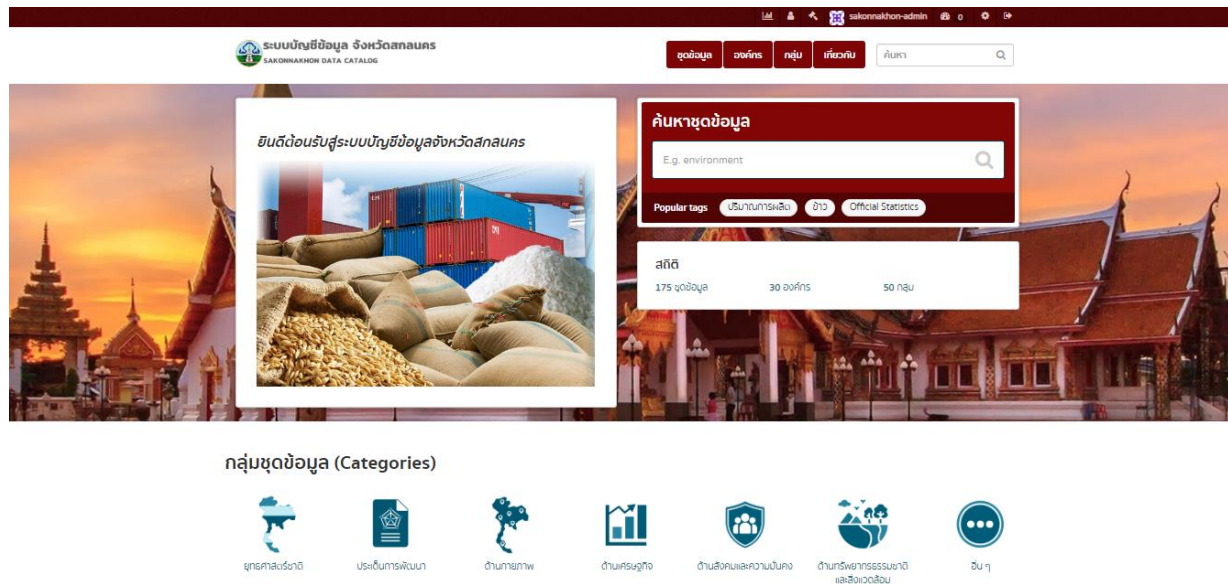 sakonnakhon-admin 0
ระบบบัญชีข้อมูล จังหวัดสกลนคร
SAKONNAKHON DATA CATALOG
ชุดข้อมูล องค์กร กลุ่ม เกี่ยวกับ ค้นหา
ค้นหาชุดข้อมูล
ยินดีต้อนรับสู่ระบบบัญชีข้อมูลจังหวัดสกลนคร
E.g. environment
Popular tags ปริมาณการผลิต ข้าว Official Statistics
สถิติ
175 ชุดข้อมูล 30 องค์กร 50 กลุ่ม
กลุ่มชุดข้อมูล (Categories)
ยุทธศาสตร์ชาติ ประเด็นการพัฒนา ด้านกายภาพ ด้านเศรษฐกิจ ด้านสังคมและความมั่นคง ด้านทรัพยากรธรรมชาติ อื่น ๆ
และสิ่งแวดล้อม